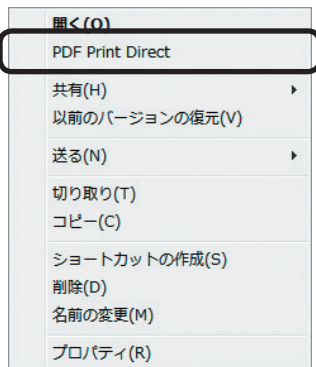 開く(O)
PDF Print Direct
共有(H)
以前のバージョンの復元(V)
送る(N)
切り取り(T)
コピー(C)
ショートカットの作成(S)
削除(D)
名前の変更(M)
プロパティ(R)